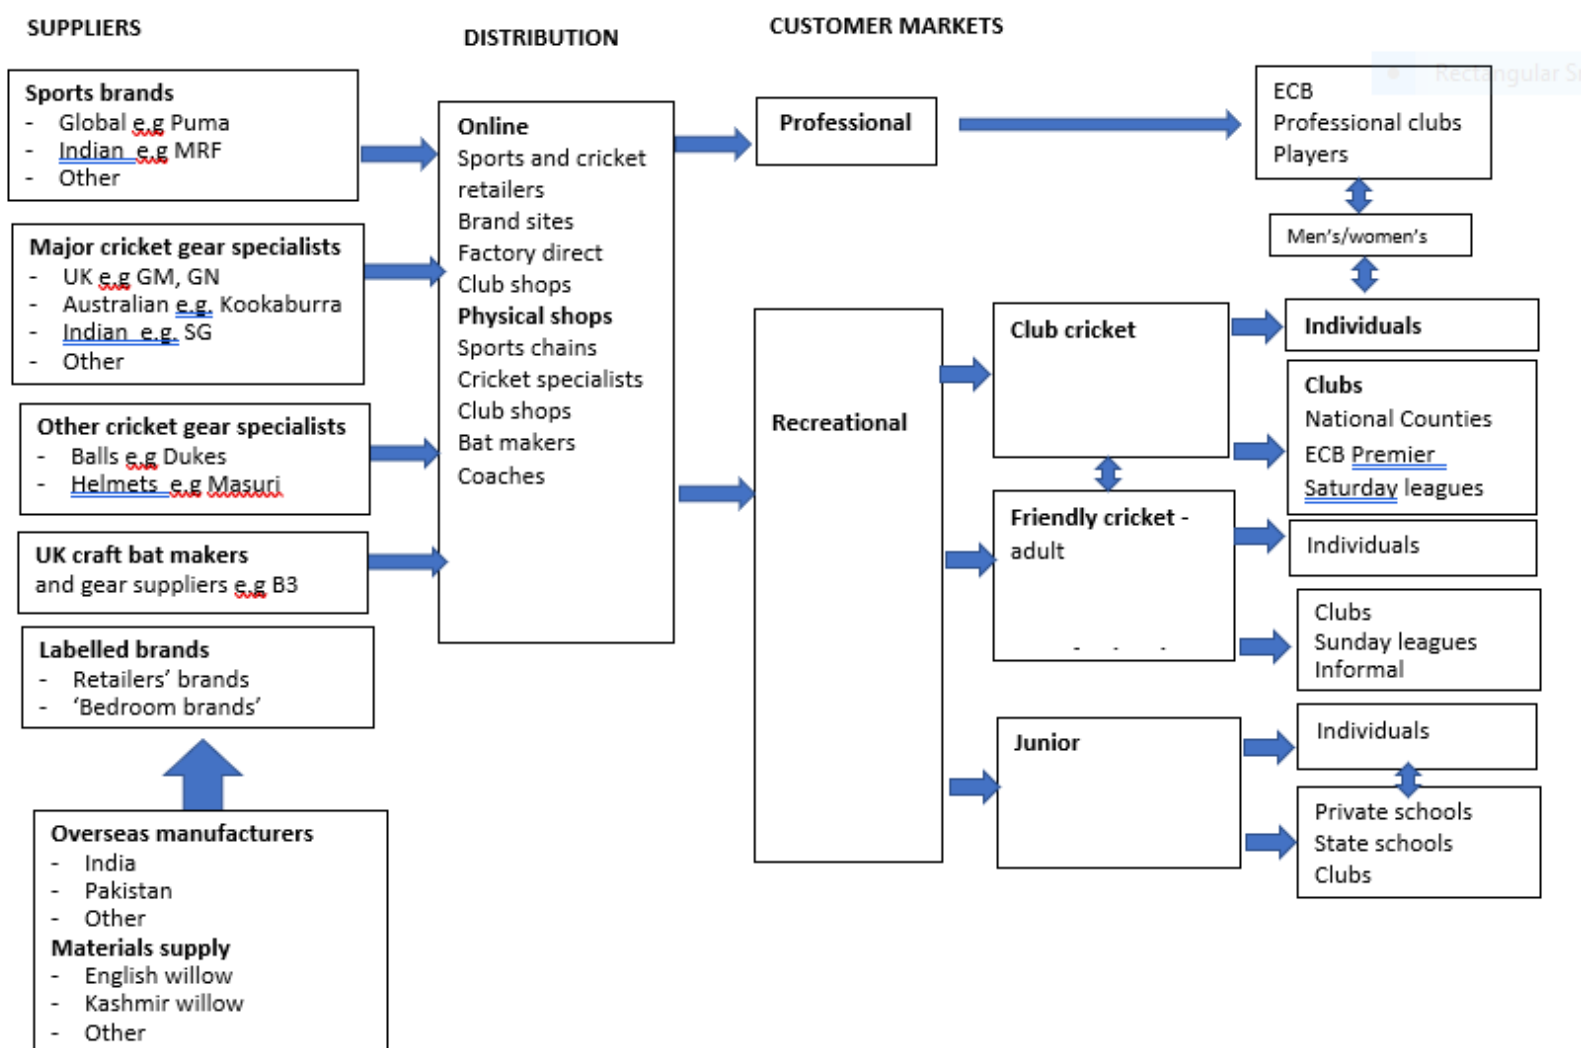 SUPPLIERS
DISTRIBUTION
CUSTOMER MARKETS
Sports brands
- Global e.g Puma
- Indian e.g MRF
- Other
Major cricket gear specialists
- UK e.g GM, GN
- Australian e.g. Kookaburra
- Indian e.g. SG
- Other
Other cricket gear specialists
- Balls e.g Dukes
- Helmets e.g Masuri
UK craft bat makers
and gear suppliers e.g B3
Labelled brands
- Retailers’ brands
- ‘Bedroom brands’
Overseas manufacturers
- India
- Pakistan
- Other
Materials supply
- English willow
- Kashmir willow
- Other
Online
Sports and cricket
retailers
Brand sites
Factory direct
Club shops
Physical shops
Sports chains
Cricket specialists
Club shops
Bat makers
Coaches
Professional
Recreational
Club cricket
Friendly cricket -
adult
Junior
ECB
Professional clubs
Players
Men’s/women’s
Individuals
Clubs
National Counties
ECB Premier
Saturday leagues
Individuals
Clubs
Sunday leagues
Informal
Individuals
Private schools
State schools
Clubs
Rectangular